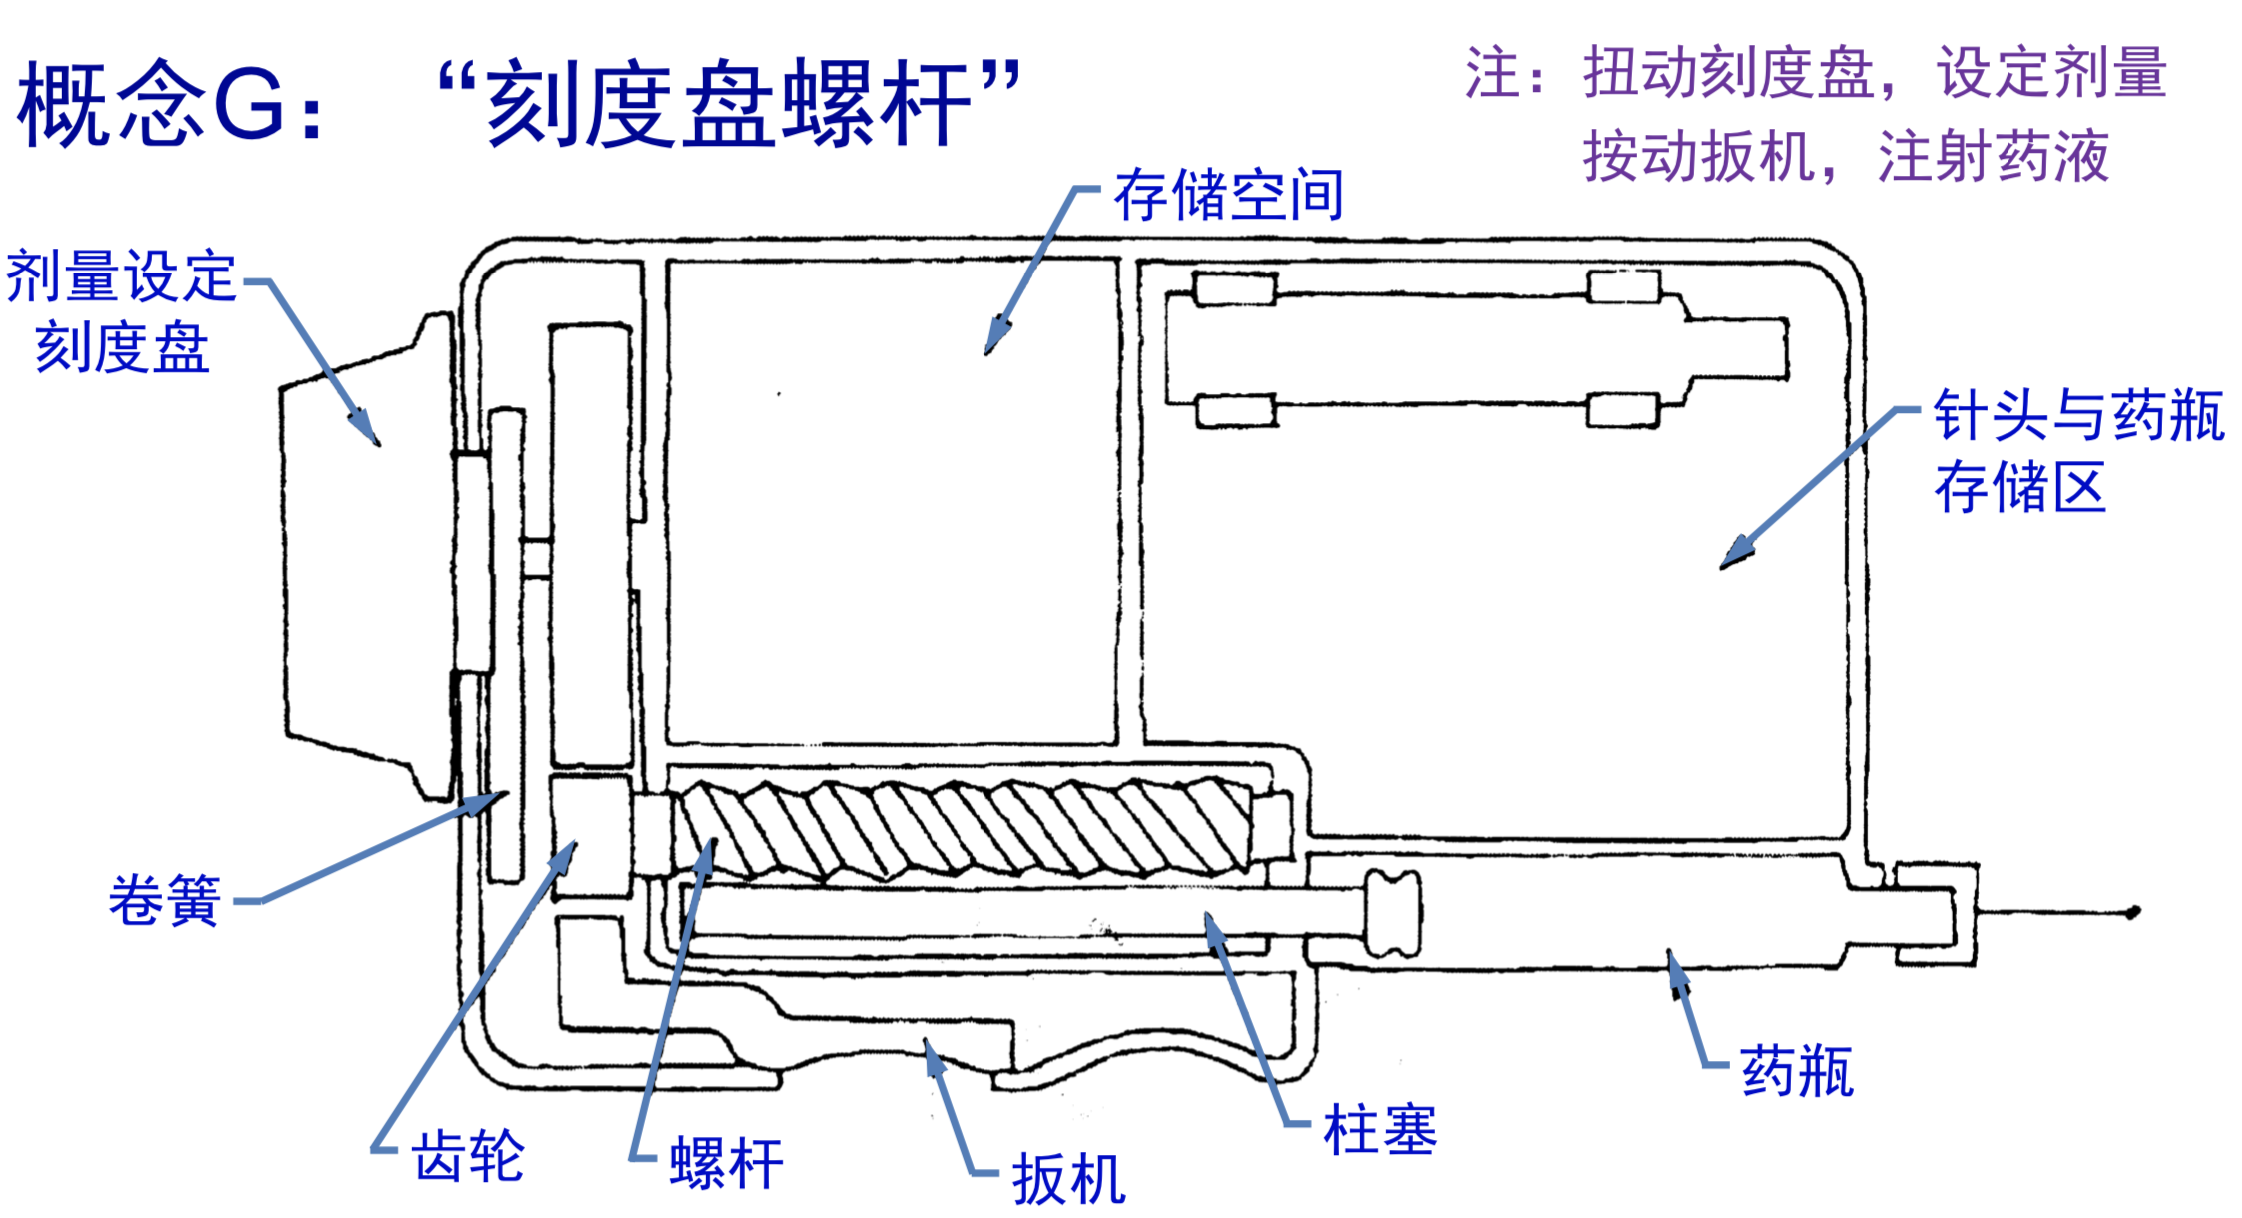 概念G：“刻度盘螺杆”
注：扭动刻度盘，设定剂量
按动扳机，注射药液
存储空间
剂量设定
刻度盘
针头与药瓶
存储区
卷簧
药瓶
柱塞
齿轮
螺杆
扳机